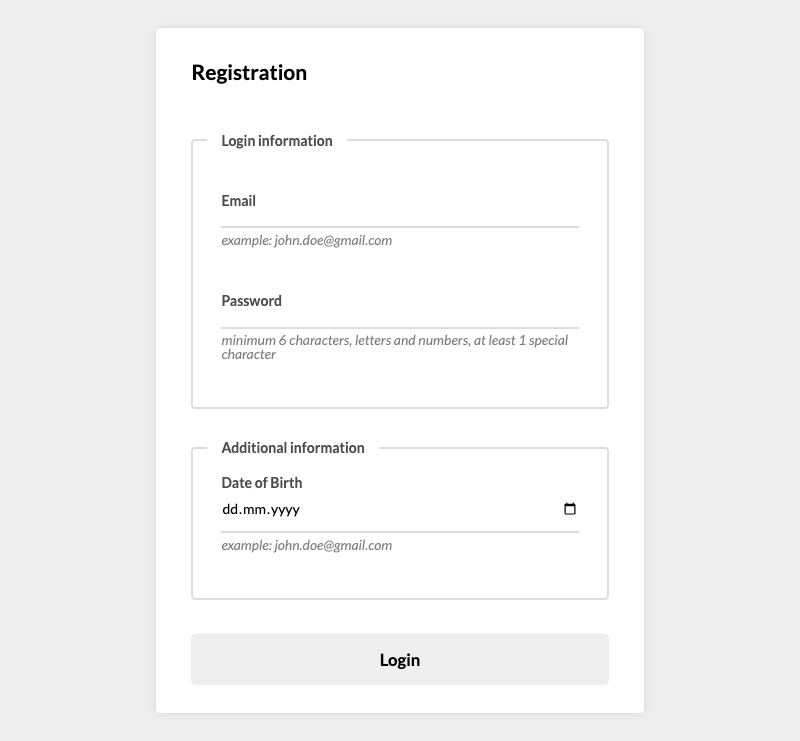 Registration
Login information
Email
example: john.doe@gmail.com
Password
minimum 6 characters, letters and numbers, at least 1 special
character
Additional information
Date of Birth
dd.mm.yyyy
example: john.doe@gmail.com
Login